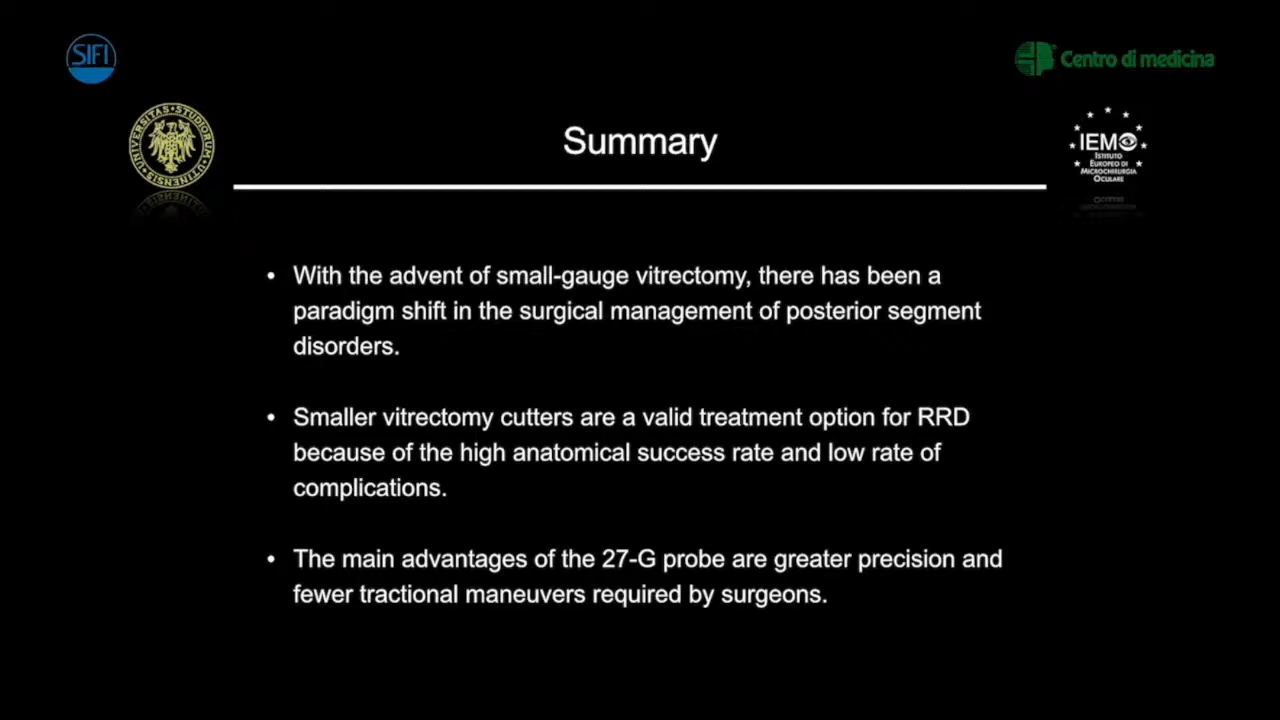 SIFI
Centro di medicina
UNIVERSITAS·STUDIORUM·UTINENSIS·
Summary
IEMO
ISTITUTO
EUROPEO DI
MICROCHIRURGIA
OCULARE
• With the advent of small-gauge vitrectomy, there has been a
paradigm shift in the surgical management of posterior segment
disorders.
• Smaller vitrectomy cutters are a valid treatment option for RRD
because of the high anatomical success rate and low rate of
complications.
• The main advantages of the 27-G probe are greater precision and
fewer tractional maneuvers required by surgeons.